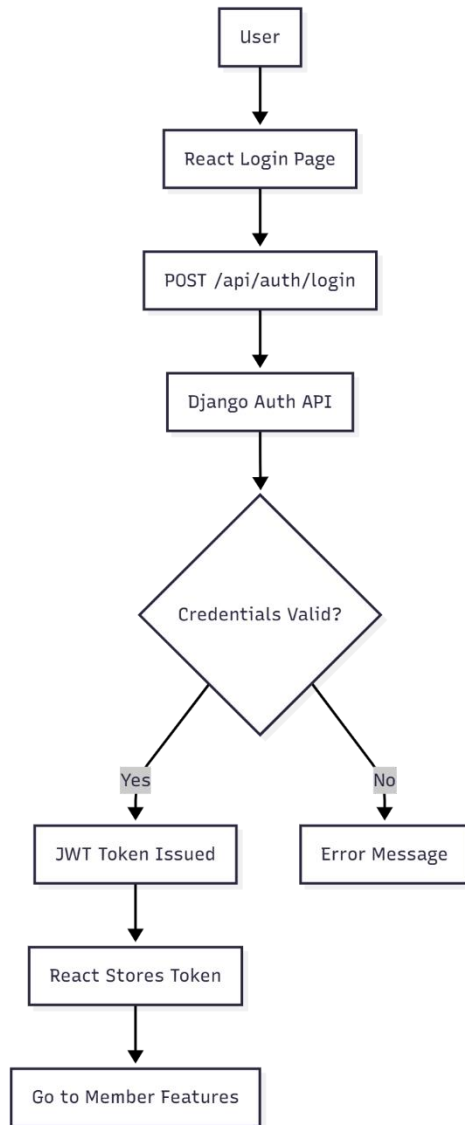 User
React Login Page
POST /api/auth/login
Django Auth API
Credentials Valid?
Yes
No
JWT Token Issued
Error Message
React Stores Token
Go to Member Features